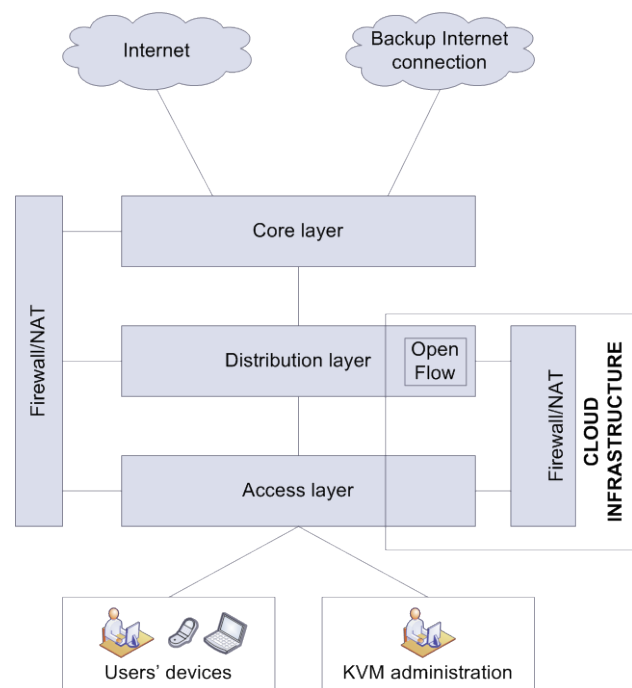 Internet
Backup Internet
connection
Core layer
Firewall/NAT
Distribution layer
Open
Flow
Firewall/NAT
CLOUD
INFRASTRUCTURE
Access layer
Users' devices
KVM administration